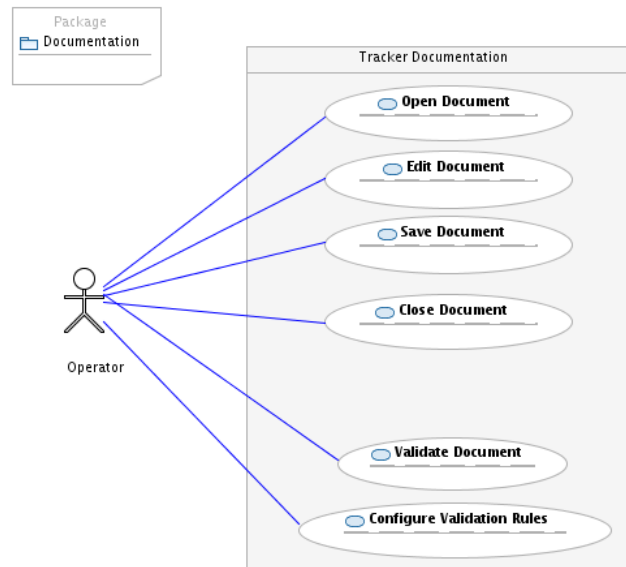 Package
Documentation
Tracker Documentation
Open Document
Edit Document
Save Document
Close Document
Operator
Validate Document
Configure Validation Rules